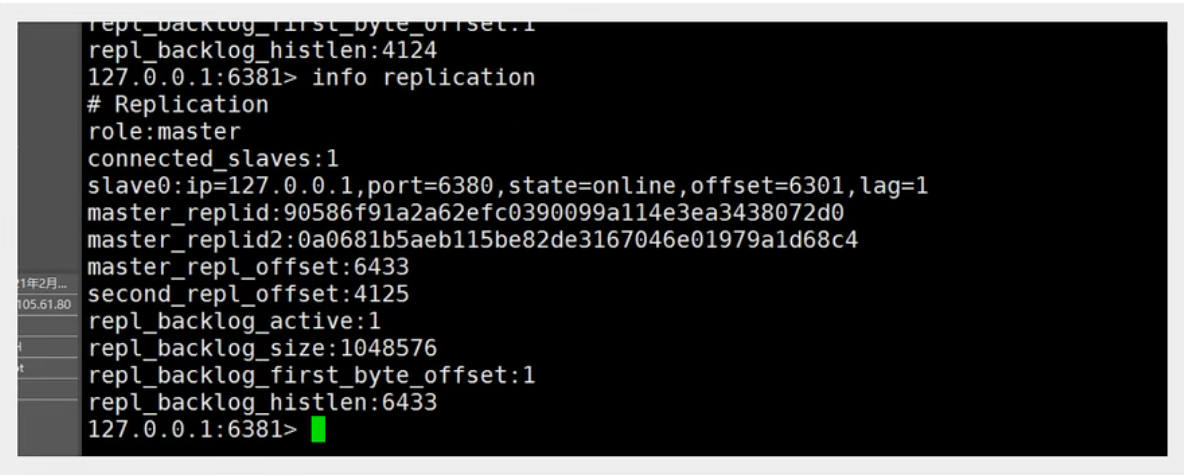 repl_backlog_first_byte_offset:1
repl_backlog_histlen:4124
127.0.0.1:6381> info replication
# Replication
role:master
connected_slaves:1
slave0:ip=127.0.0.1,port=6380,state=online,offset=6301,lag=1
master_replid:90586f91a2a62efc0390099a114e3ea3438072d0
master_replid2:0a0681b5aeb115be82de3167046e01979a1d68c4
master_repl_offset:6433
second_repl_offset:4125
repl_backlog_active:1
repl_backlog_size:1048576
repl_backlog_first_byte_offset:1
repl_backlog_histlen:6433
127.0.0.1:6381>
21年2月...
105.61.80